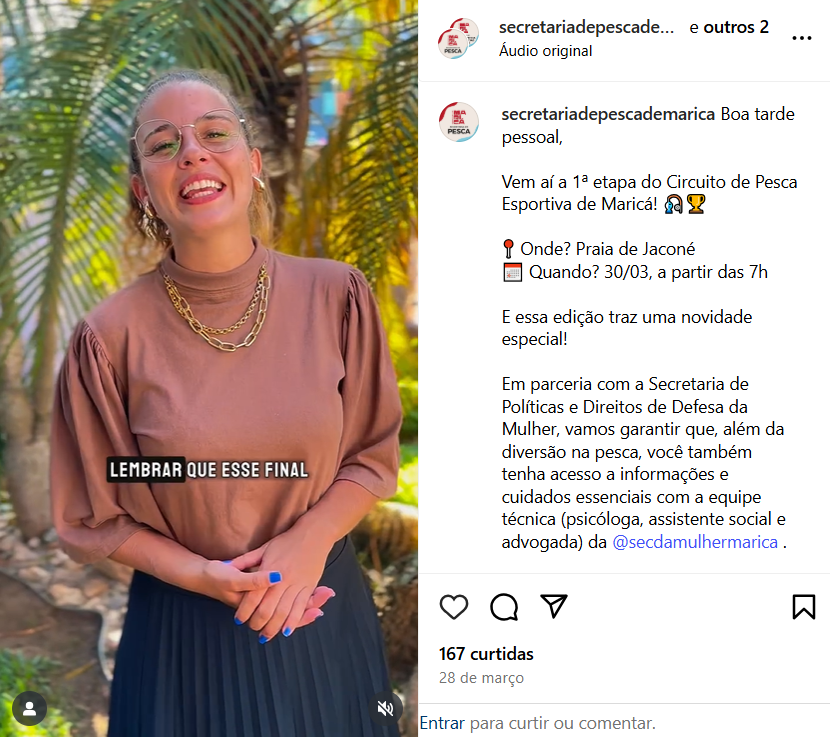 secretariadepescade... e outros 2
Áudio original
PESCA
secretariadepescademarica Boa tarde
pessoal,
Vem aí a 1ª etapa do Circuito de Pesca
Esportiva de Maricá! 🎣🏆
📍 Onde? Praia de Jaconé
📅 Quando? 30/03, a partir das 7h
E essa edição traz uma novidade
especial!
Em parceria com a Secretaria de
Políticas e Direitos de Defesa da
Mulher, vamos garantir que, além da
diversão na pesca, você também
tenha acesso a informações e
cuidados essenciais com a equipe
técnica (psicóloga, assistente social e
advogada) da @secdamulhermarica .
LEMBRAR QUE ESSE FINAL
167 curtidas
28 de março
Entrar para curtir ou comentar.